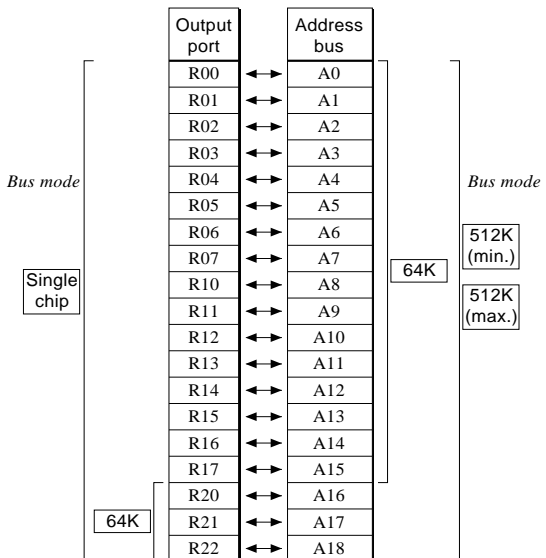 Output port
Address bus
R00 A0
R01 A1
R02 A2
R03 A3
Bus mode R04 A4 Bus mode
R05 A5
R06 A6
R07 A7
R10 A8
R11 A9
R12 A10
R13 A11
R14 A12
R15 A13
R16 A14
R17 A15
R20 A16
R21 A17
R22 A18
Single
chip
64K
64K
512K
(min.)
512K
(max.)